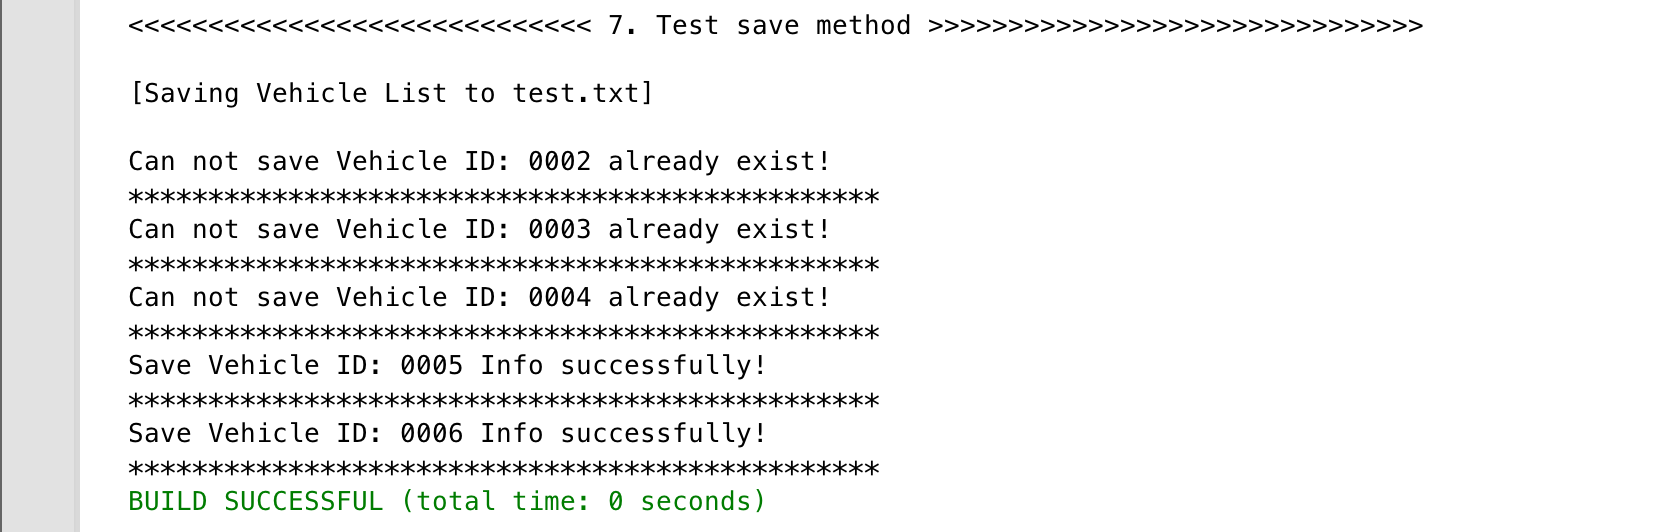 <<<<<<<<<<<<<<<<<<<<<<<<<<<<< 7. Test save method >>>>>>>>>>>>>>>>>>>>>>>>>>>>>>>
[Saving Vehicle List to test.txt]
Can not save Vehicle ID: 0002 already exist!
***********************************************
Can not save Vehicle ID: 0003 already exist!
***********************************************
Can not save Vehicle ID: 0004 already exist!
***********************************************
Save Vehicle ID: 0005 Info successfully!
***********************************************
Save Vehicle ID: 0006 Info successfully!
***********************************************
BUILD SUCCESSFUL (total time: 0 seconds)